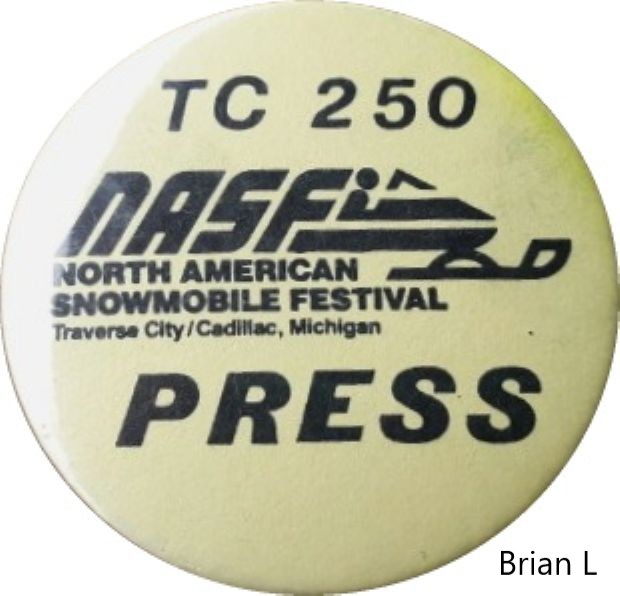 TC 250
NASF
NORTH AMERICAN
SNOWMOBILE FESTIVAL
Traverse City/Cadillac, Michigan
PRESS
Brian L